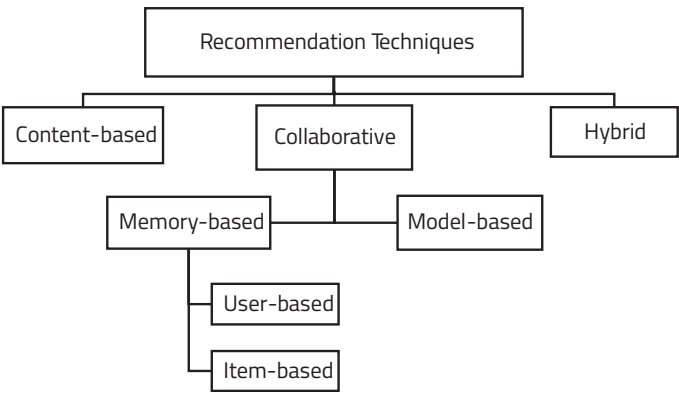 Recommendation Techniques
Content-based
Collaborative
Hybrid
Memory-based
Model-based
User-based
Item-based